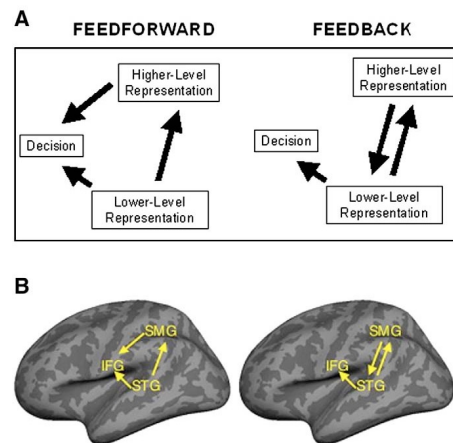 A
FEEDFORWARD
FEEDBACK
Higher-Level
Representation
Decision
Lower-Level
Representation
Higher-Level
Representation
Decision
Lower-Level
Representation
B
SMG
IFG
STG
SMG
IFG
STG